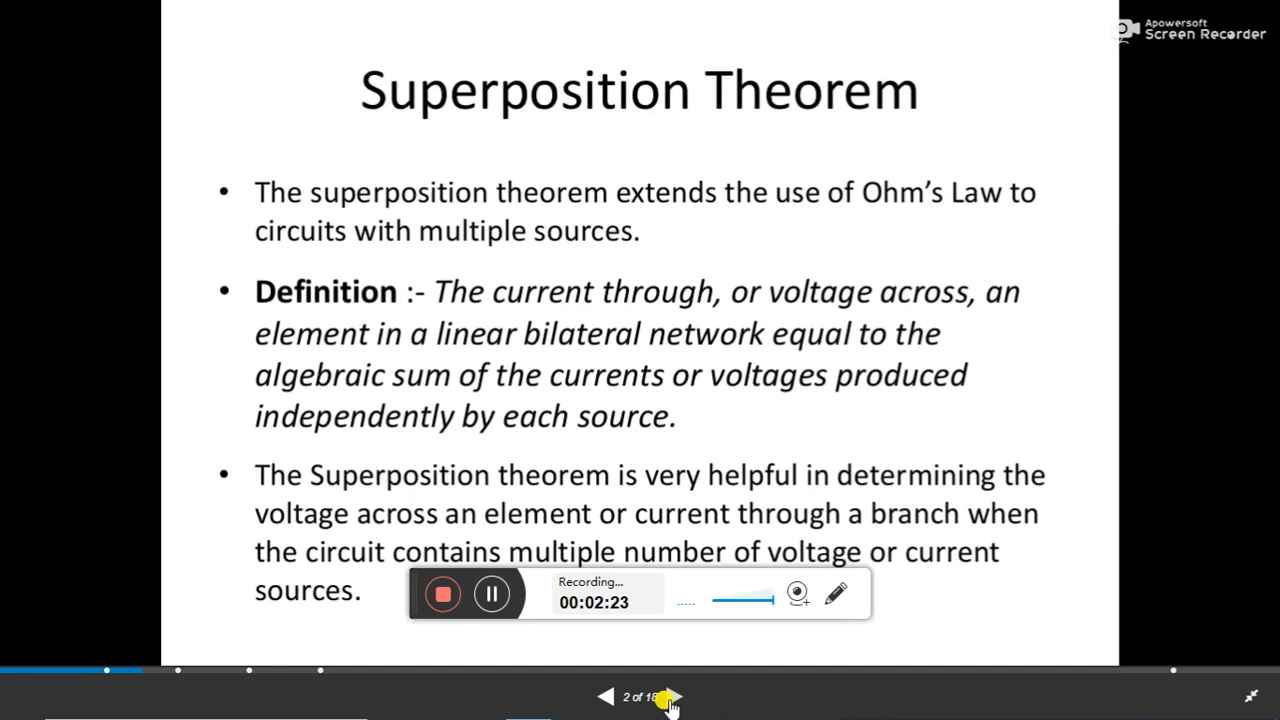 Apowersoft
Screen Recorder
Superposition Theorem
• The superposition theorem extends the use of Ohm’s Law to
circuits with multiple sources.
• Definition :- The current through, or voltage across, an
element in a linear bilateral network equal to the
algebraic sum of the currents or voltages produced
independently by each source.
• The Superposition theorem is very helpful in determining the
voltage across an element or current through a branch when
the circuit contains multiple number of voltage or current
sources.
Recording...
00:02:23
2 of